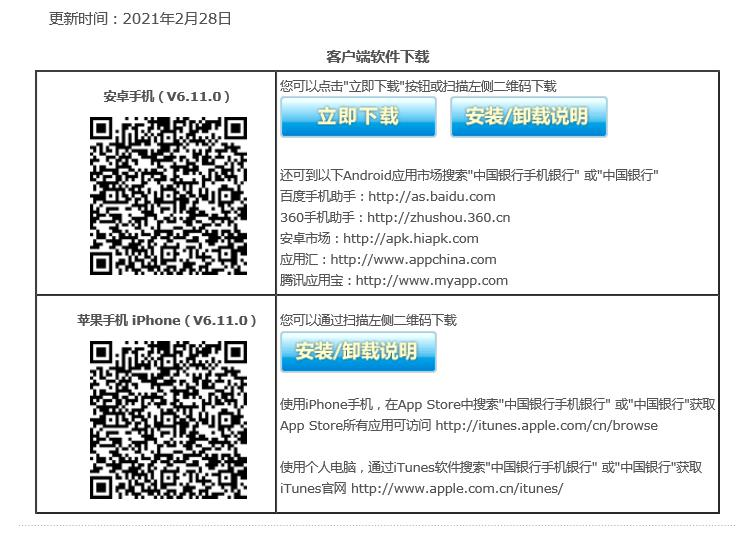 更新时间：2021年2月28日
客户端软件下载
安卓手机（V6.11.0）
您可以点击"立即下载"按钮或扫描左侧二维码下载
立即下载
安装/卸载说明
还可到以下Android应用市场搜索"中国银行手机银行" 或"中国银行"
百度手机助手：http://as.baidu.com
360手机助手：http://zhushou.360.cn
安卓市场：http://apk.hiapk.com
应用汇：http://www.appchina.com
腾讯应用宝：http://www.myapp.com
苹果手机 iPhone（V6.11.0）
您可以通过扫描左侧二维码下载
安装/卸载说明
使用iPhone手机，在App Store中搜索"中国银行手机银行" 或"中国银行"获取
App Store所有应用可访问 http://itunes.apple.com/cn/browse
使用个人电脑，通过iTunes软件搜索"中国银行手机银行" 或"中国银行"获取
iTunes官网 http://www.apple.com.cn/itunes/